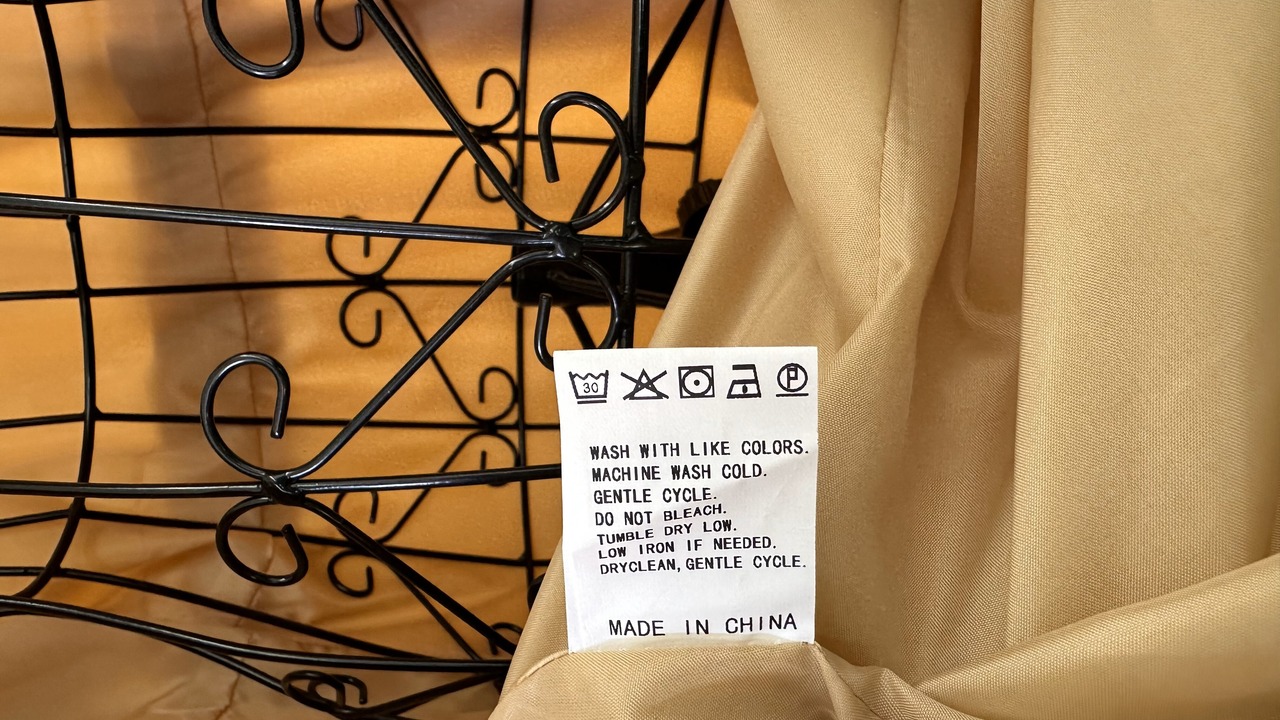 30 P
WASH WITH LIKE COLORS.
MACHINE WASH COLD.
GENTLE CYCLE.
DO NOT BLEACH.
TUMBLE DRY LOW.
LOW IRON IF NEEDED.
DRYCLEAN, GENTLE CYCLE.
MADE IN CHINA